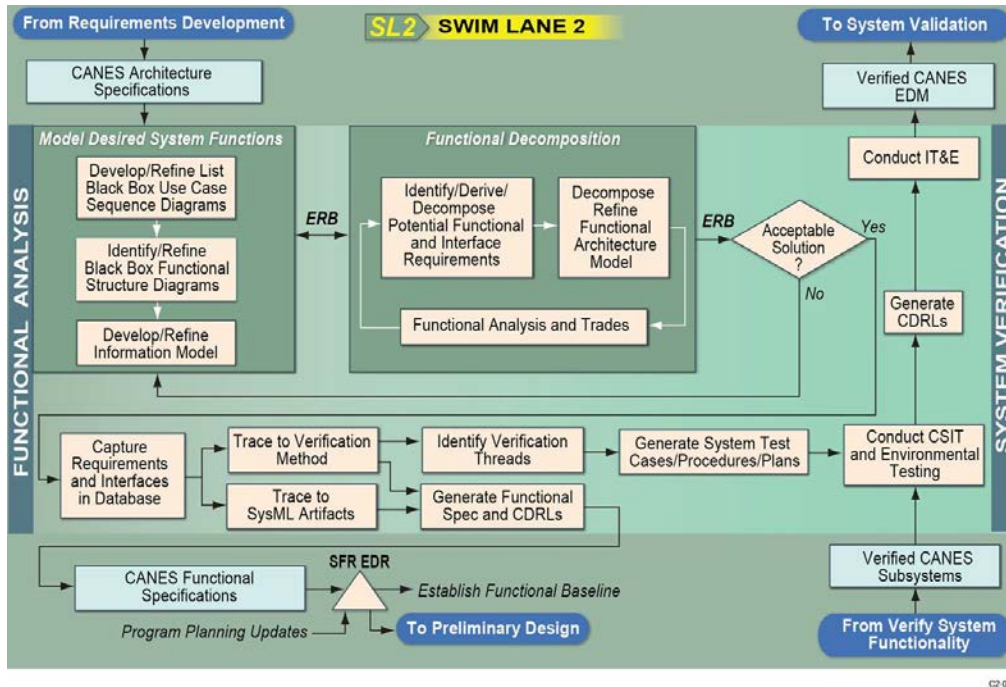 From Requirements Development
SL2 SWIM LANE 2
To System Validation
CANES Architecture
Specifications
Verified CANES
EDM
FUNCTIONAL ANALYSIS
SYSTEM VERIFICATION
Model Desired System Functions
Develop/Refine List
Black Box Use Case
Sequence Diagrams
Identify/Refine
Black Box Functional
Structure Diagrams
Develop/Refine
Information Model
ERB
Functional Decomposition
Identify/Derive/
Decompose
Potential Functional
and Interface
Requirements
Decompose
Refine
Functional
Architecture
Model
Functional Analysis and Trades
ERB
Acceptable
Solution
?
Yes
No
Conduct IT&E
Generate
CDRLs
Capture
Requirements
and Interfaces
in Database
Trace to Verification
Method
Trace to
SysML Artifacts
Identify Verification
Threads
Generate Functional
Spec and CDRLs
Generate System Test
Cases/Procedures/Plans
Conduct CSIT
and Environmental
Testing
CANES Functional
Specifications
SFR EDR
Establish Functional Baseline
Program Planning Updates
To Preliminary Design
Verified CANES
Subsystems
From Verify System
Functionality